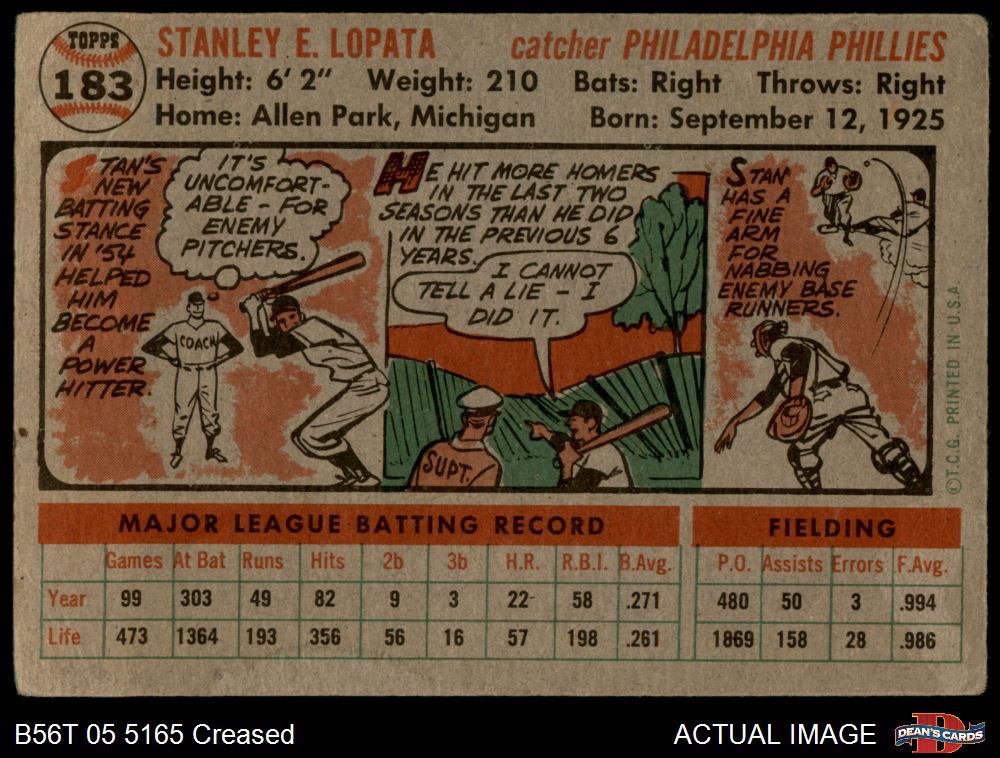 TOPPS
183
STANLEY E. LOPATA catcher PHILADELPHIA PHILLIES
Height: 6' 2" Weight: 210 Bats: Right Throws: Right
Home: Allen Park, Michigan Born: September 12, 1925
STAN'S
NEW
BATTING
STANCE
IN '54
HELPED
HIM
BECOME
A
POWER
HITTER.
IT'S
UNCOMFORT-
ABLE - FOR
ENEMY
PITCHERS.
COACH
HE HIT MORE HOMERS
IN THE LAST TWO
SEASONS THAN HE DID
IN THE PREVIOUS 6
YEARS.
I CANNOT
TELL A LIE - I
DID IT.
SUPT.
STAN
HAS A
FINE
ARM
FOR
NABBING
ENEMY BASE
RUNNERS.
©T.C.G. PRINTED IN U.S.A
MAJOR LEAGUE BATTING RECORD FIELDING
Games At Bat Runs Hits 2b 3b H.R. R.B.I. B.Avg. P.O. Assists Errors F.Avg.
Year 99 303 49 82 9 3 22 58 .271 480 50 3 .994
Life 473 1364 193 356 56 16 57 198 .261 1869 158 28 .986
B56T 05 5165 Creased ACTUAL IMAGE
DEAN'S CARDS